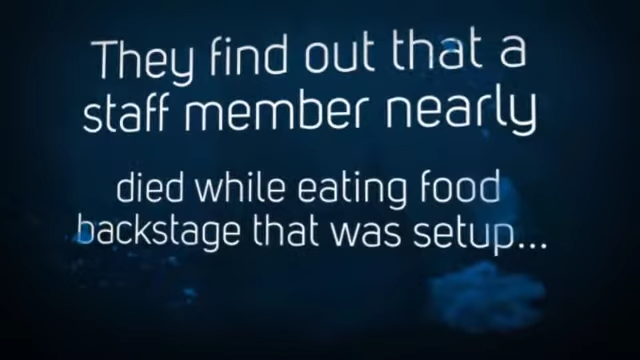 They find out that a
staff member nearly
died while eating food
backstage that was setup...